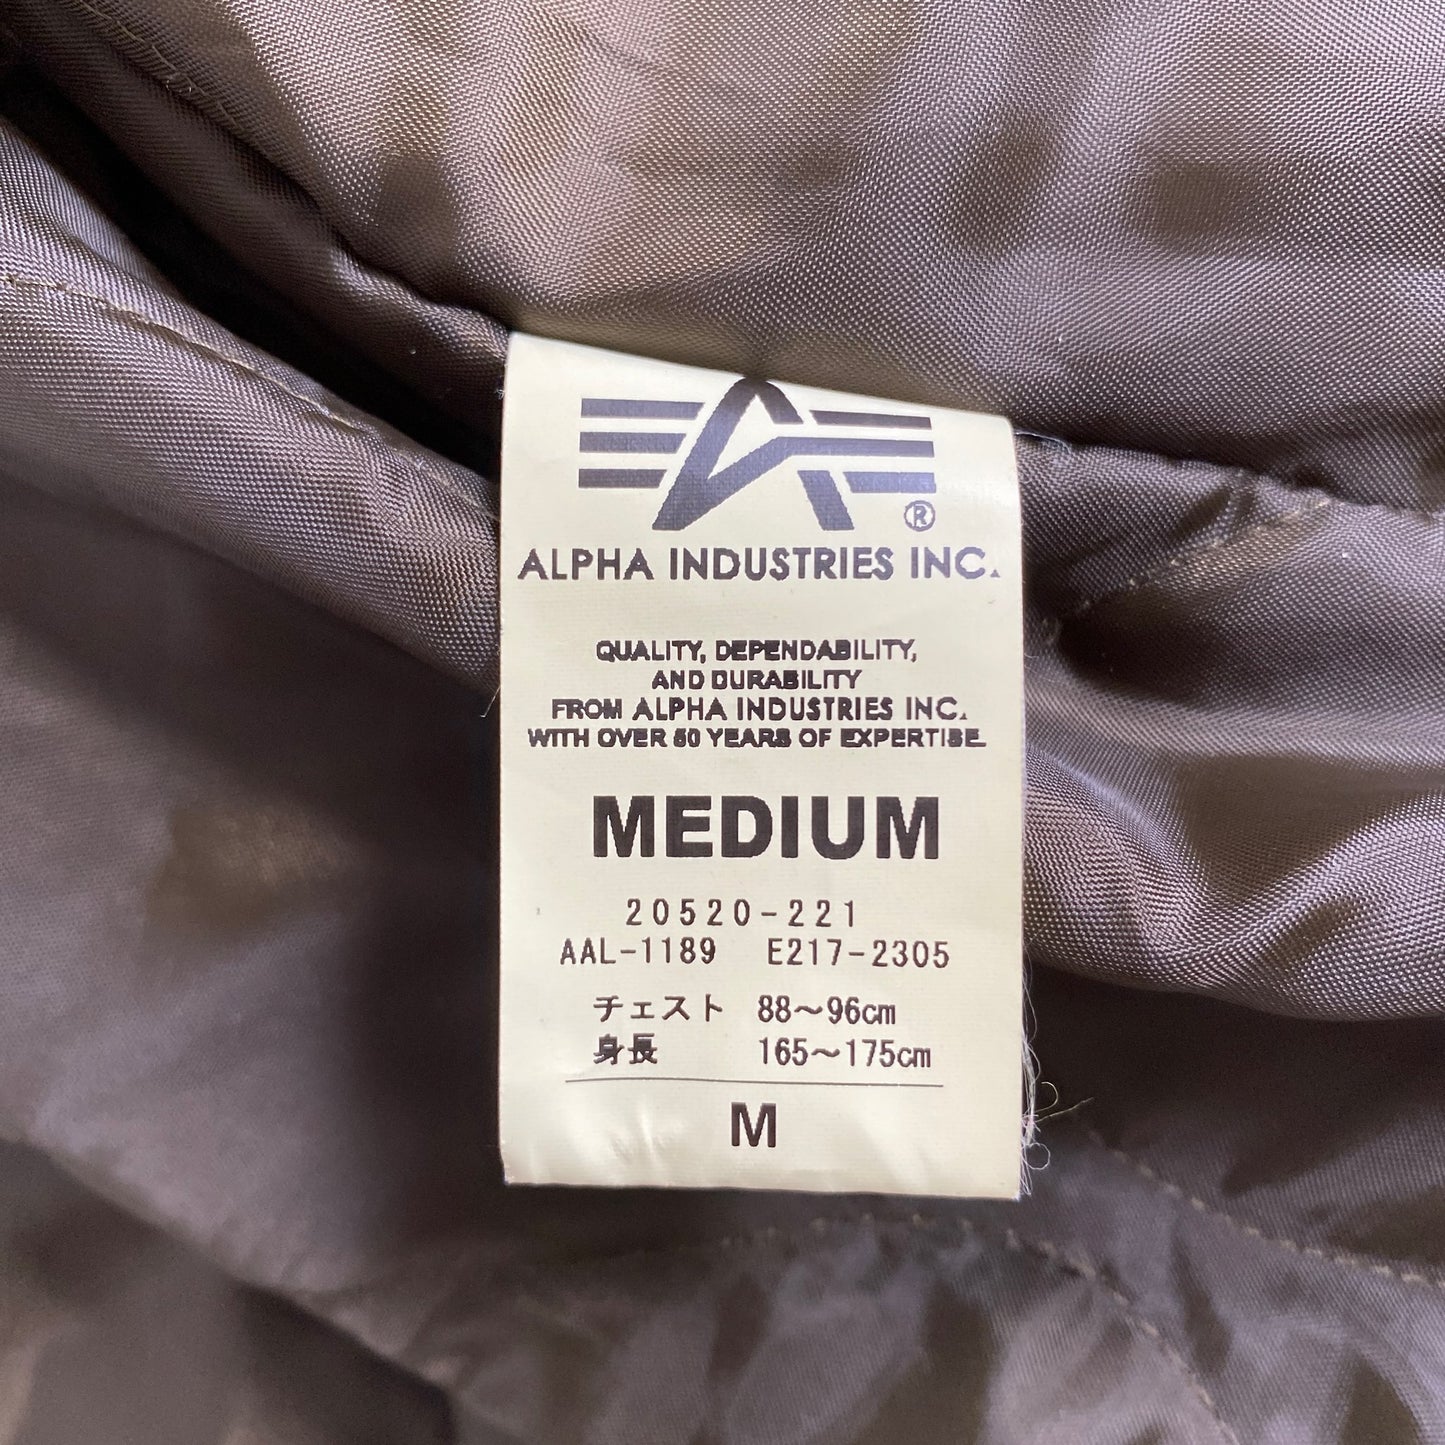 ®
ALPHA INDUSTRIES INC.
QUALITY, DEPENDABILITY,
AND DURABILITY
FROM ALPHA INDUSTRIES INC.
WITH OVER 50 YEARS OF EXPERTISE.
MEDIUM
20520-221
AAL-1189 E217-2305
チェスト 88～96cm
身長 165～175cm
M